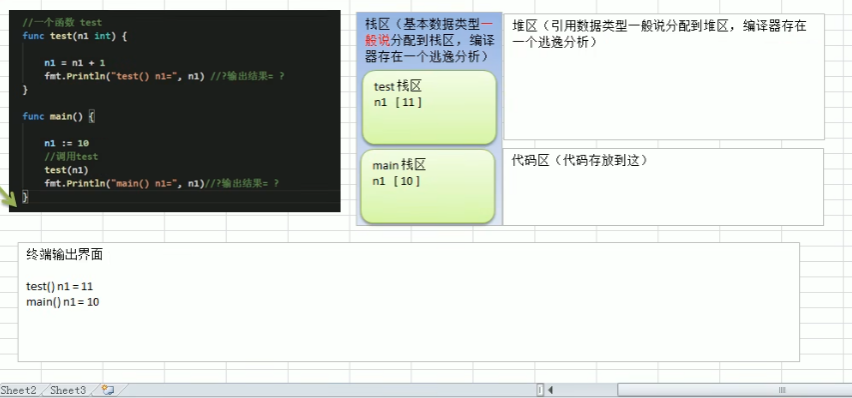 //一个函数 test
func test(n1 int) {
n1 = n1 + 1
fmt.Println("test() n1=", n1) //?输出结果= ?
}
func main() {
n1 := 10
//调用test
test(n1)
fmt.Println("main() n1=", n1)//?输出结果= ?
}
栈区（基本数据类型一
般说分配到栈区，编译
器存在一个逃逸分析）
test 栈区
n1 [ 11 ]
main 栈区
n1 [ 10 ]
堆区（引用数据类型一般说分配到堆区，编译器存在
一个逃逸分析）
代码区（代码存放到这）
终端输出界面
test() n1 = 11
main() n1 = 10
Sheet2 Sheet3